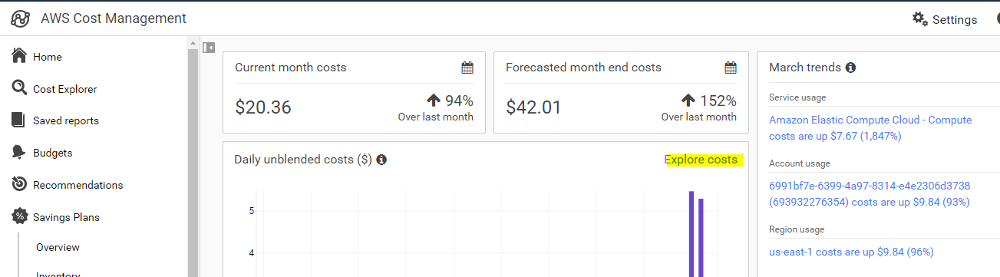 AWS Cost Management
Settings
Home
Cost Explorer
Saved reports
Budgets
Recommendations
Savings Plans
Overview
Inventory
Current month costs
$20.36
94%
Over last month
Forecasted month end costs
$42.01
152%
Over last month
Daily unblended costs ($)
Explore costs
5
4
March trends
Service usage
Amazon Elastic Compute Cloud - Compute
costs are up $7.67 (1,847%)
Account usage
6991bf7e-6399-4a97-8314-e4e2306d3738
(693932276354) costs are up $9.84 (93%)
Region usage
us-east-1 costs are up $9.84 (96%)